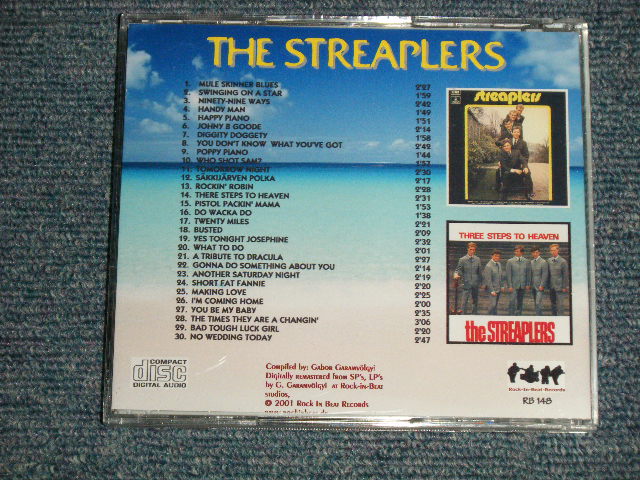 THE STREAPLERS
1. MULE SKINNER BLUES 2'27
2. SWINGING ON A STAR 1'59
3. NINETY-NINE WAYS 2'42
4. HANDY MAN 1'49
5. HAPPY PIANO 1'51
6. JOHNY B GOODE 2'14
7. DIGGITY DOGGETY 1'58
8. YOU DON'T KNOW WHAT YOU'VE GOT 2'42
9. POPPY PIANO 1'44
10. WHO SHOT SAM? 1'57
11. TOMORROW NIGHT 2'30
12. SÄKKIJÄRVEN POLKA 2'17
13. ROCKIN' ROBIN 2'28
14. THERE STEPS TO HEAVEN 2'31
15. PISTOL PACKIN' MAMA 1'53
16. DO WACKA DO 1'38
17. TWENTY MILES 2'21
18. BUSTED 2'09
19. YES TONIGHT JOSEPHINE 2'32
20. WHAT TO DO 2'01
21. A TRIBUTE TO DRACULA 2'27
22. GONNA DO SOMETHING ABOUT YOU 2'14
23. ANOTHER SATURDAY NIGHT 2'19
24. SHORT FAT FANNIE 2'20
25. MAKING LOVE 2'25
26. I'M COMING HOME 2'00
27. YOU BE MY BABY 2'35
28. THE TIMES THEY ARE A CHANGIN' 3'06
29. BAD TOUGH LUCK GIRL 2'20
30. NO WEDDING TODAY 2'47
streaplers
THREE STEPS TO HEAVEN
the STREAPLERS
COMPACT
disc
DIGITAL AUDIO
Compiled by: Gabor Garamvölgyi
Digitally remastered from SP's, LP's
by G. Garamvölgyi at Rock-in-Beat
studios,
© 2001 Rock In Beat Records
Rock-In-Beat-Records
RB 148